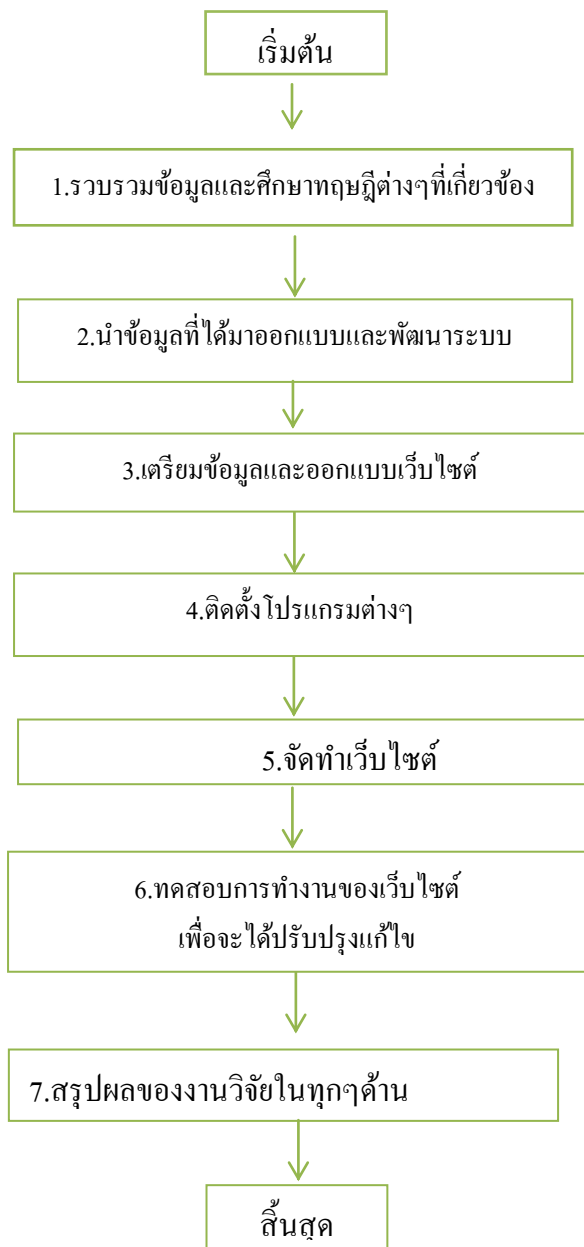 เริ่มต้น
1.รวบรวมข้อมูลและศึกษาทฤษฎีต่างๆที่เกี่ยวข้อง
2.นำข้อมูลที่ได้มาออกแบบและพัฒนาระบบ
3.เตรียมข้อมูลและออกแบบเว็บไซต์
4.ติดตั้งโปรแกรมต่างๆ
5.จัดทำเว็บไซต์
6.ทดสอบการทำงานของเว็บไซต์
เพื่อจะได้ปรับปรุงแก้ไข
7.สรุปผลของงานวิจัยในทุกๆด้าน
สิ้นสุด